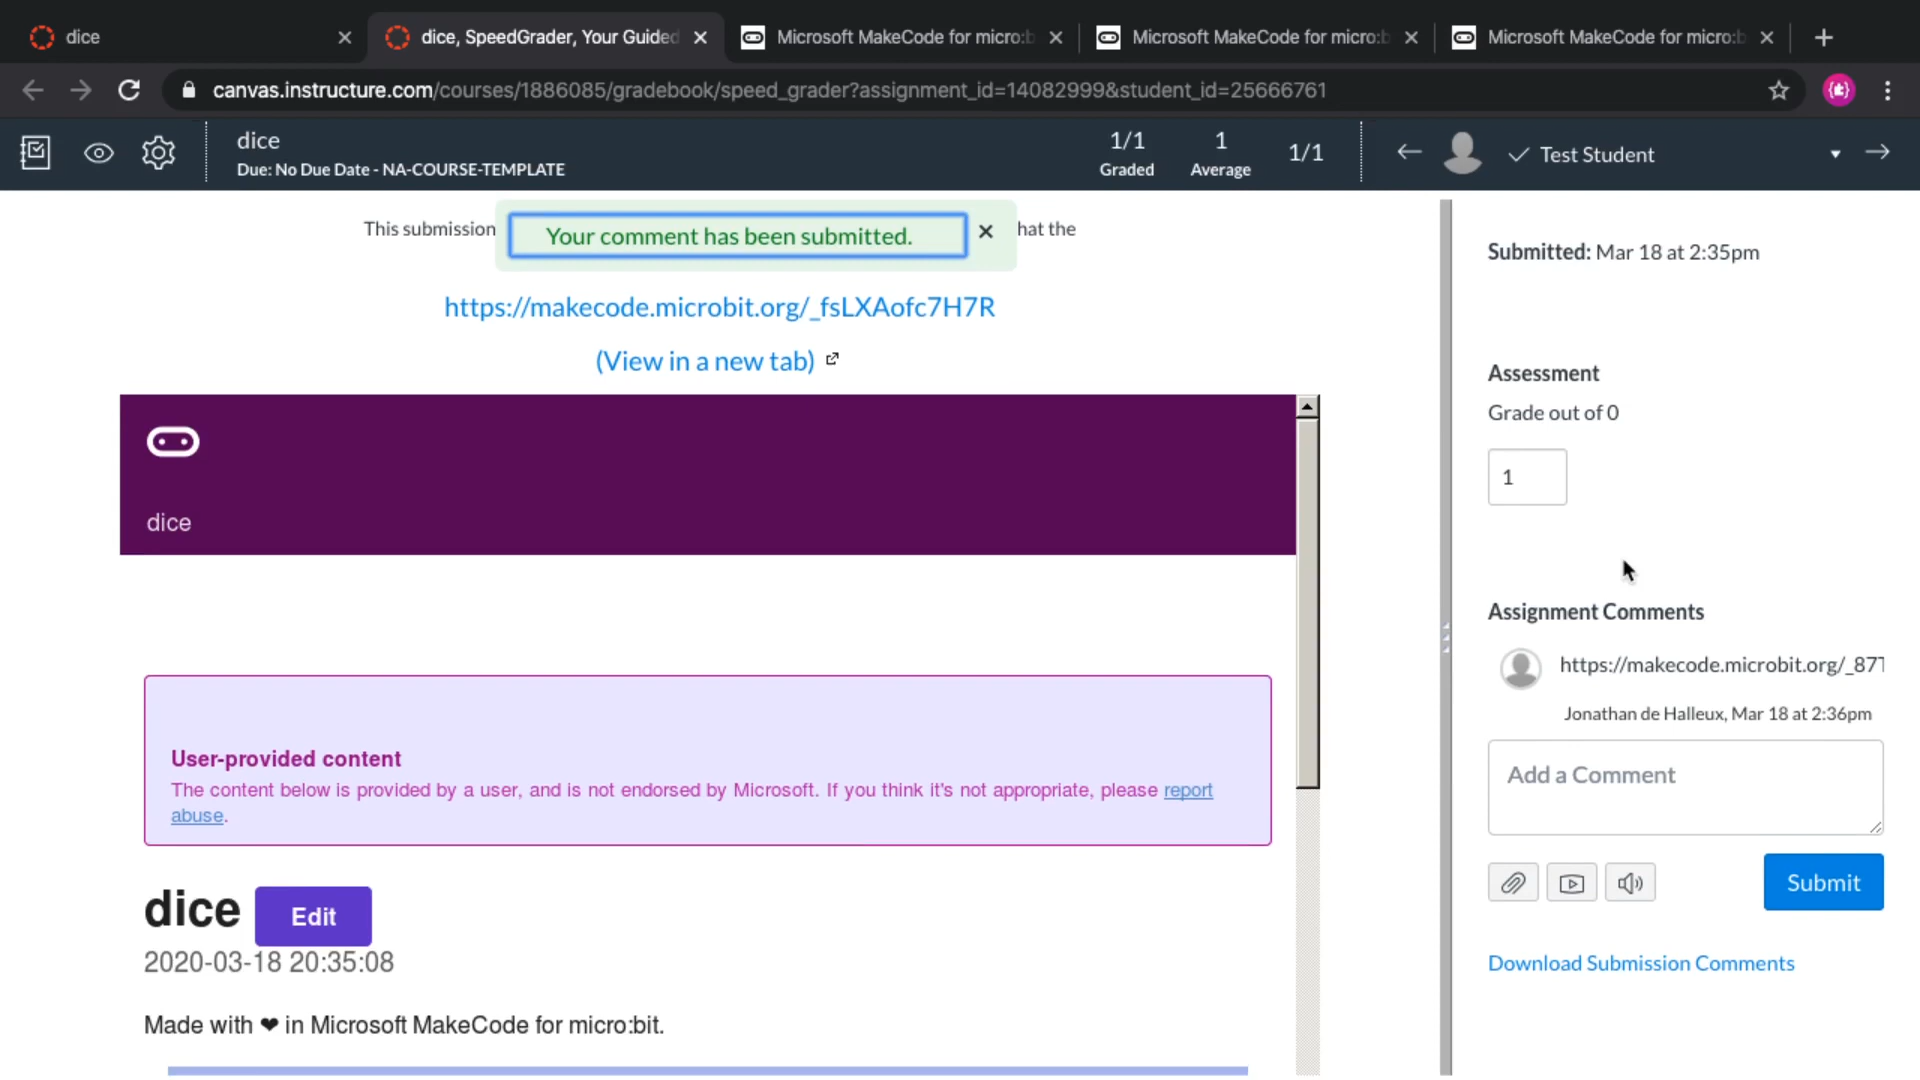 dice
dice, SpeedGrader, Your Guided
Microsoft MakeCode for micro:b
Microsoft MakeCode for micro:b
Microsoft MakeCode for micro:b
canvas.instructure.com/courses/1886085/gradebook/speed_grader?assignment_id=14082999&student_id=25666761
dice
Due: No Due Date - NA-COURSE-TEMPLATE
1/1
Graded
1
Average
1/1
Test Student
This submission
Your comment has been submitted.
hat the
https://makecode.microbit.org/_fsLXAofc7H7R
(View in a new tab)
dice
User-provided content
The content below is provided by a user, and is not endorsed by Microsoft. If you think it's not appropriate, please report
abuse.
dice
Edit
2020-03-18 20:35:08
Made with ❤ in Microsoft MakeCode for micro:bit.
Submitted: Mar 18 at 2:35pm
Assessment
Grade out of 0
1
Assignment Comments
https://makecode.microbit.org/_87T
Jonathan de Halleux, Mar 18 at 2:36pm
Add a Comment
Submit
Download Submission Comments